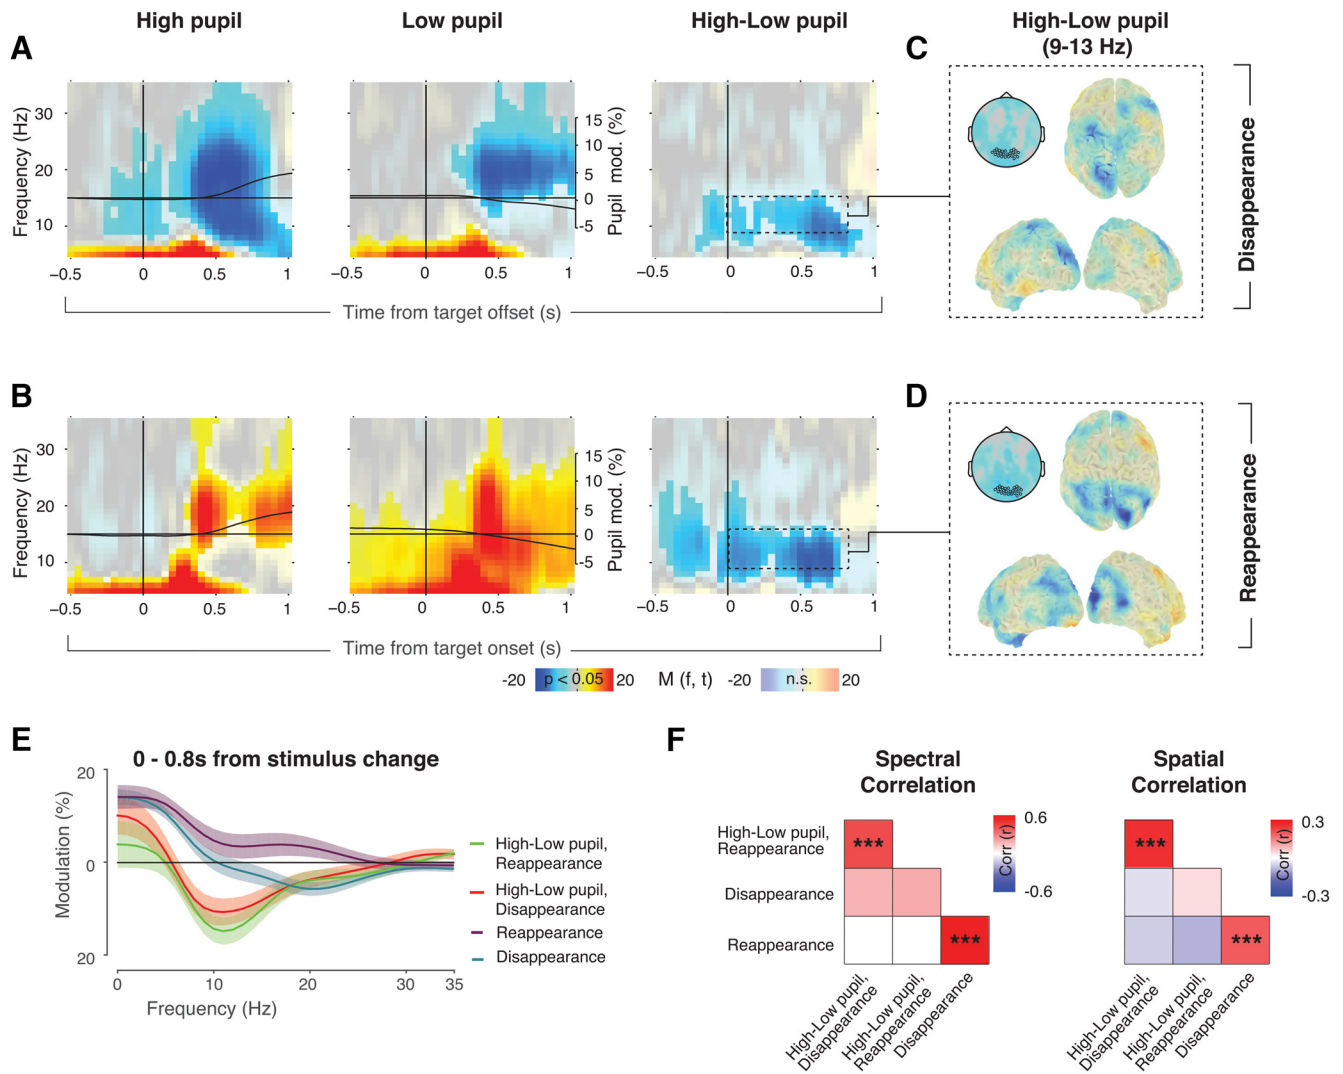 High pupil
Low pupil
High-Low pupil
High-Low pupil
(9-13 Hz)
A
C
Frequency (Hz)
30
20
10
15
10
5
0
-5
Pupil mod. (%)
−0.5
0
0.5
1
−0.5
0
0.5
1
−0.5
0
0.5
1
Time from target offset (s)
Disappearance
B
D
Frequency (Hz)
30
20
10
15
10
5
0
-5
Pupil mod. (%)
−0.5
0
0.5
1
−0.5
0
0.5
1
-0.5
0
0.5
1
Time from target onset (s)
Reappearance
-20
p < 0.05
20
M (f, t)
-20
n.s.
20
E
0 - 0.8s from stimulus change
Modulation (%)
20
0
20
0
10
20
30
35
Frequency (Hz)
High-Low pupil,
Reappearance
High-Low pupil,
Disappearance
Reappearance
Disappearance
F
Spectral
Correlation
High-Low pupil,
Reappearance
Disappearance
Reappearance
***
***
0.6
Corr (r)
-0.6
High-Low pupil,
Disappearance
High-Low pupil,
Reappearance
Disappearance
Spatial
Correlation
***
***
0.3
Corr (r)
-0.3
High-Low pupil,
Disappearance
High-Low pupil,
Reappearance
Disappearance